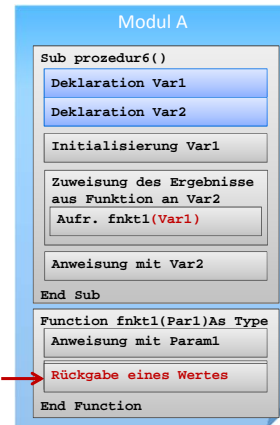 Modul A
Sub prozedur6()
Deklaration Var1
Deklaration Var2
Initialisierung Var1
Zuweisung des Ergebnisse
aus Funktion an Var2
Aufr. fnkt1(Var1)
Anweisung mit Var2
End Sub
Function fnkt1(Par1)As Type
Anweisung mit Param1
Rückgabe eines Wertes
End Function